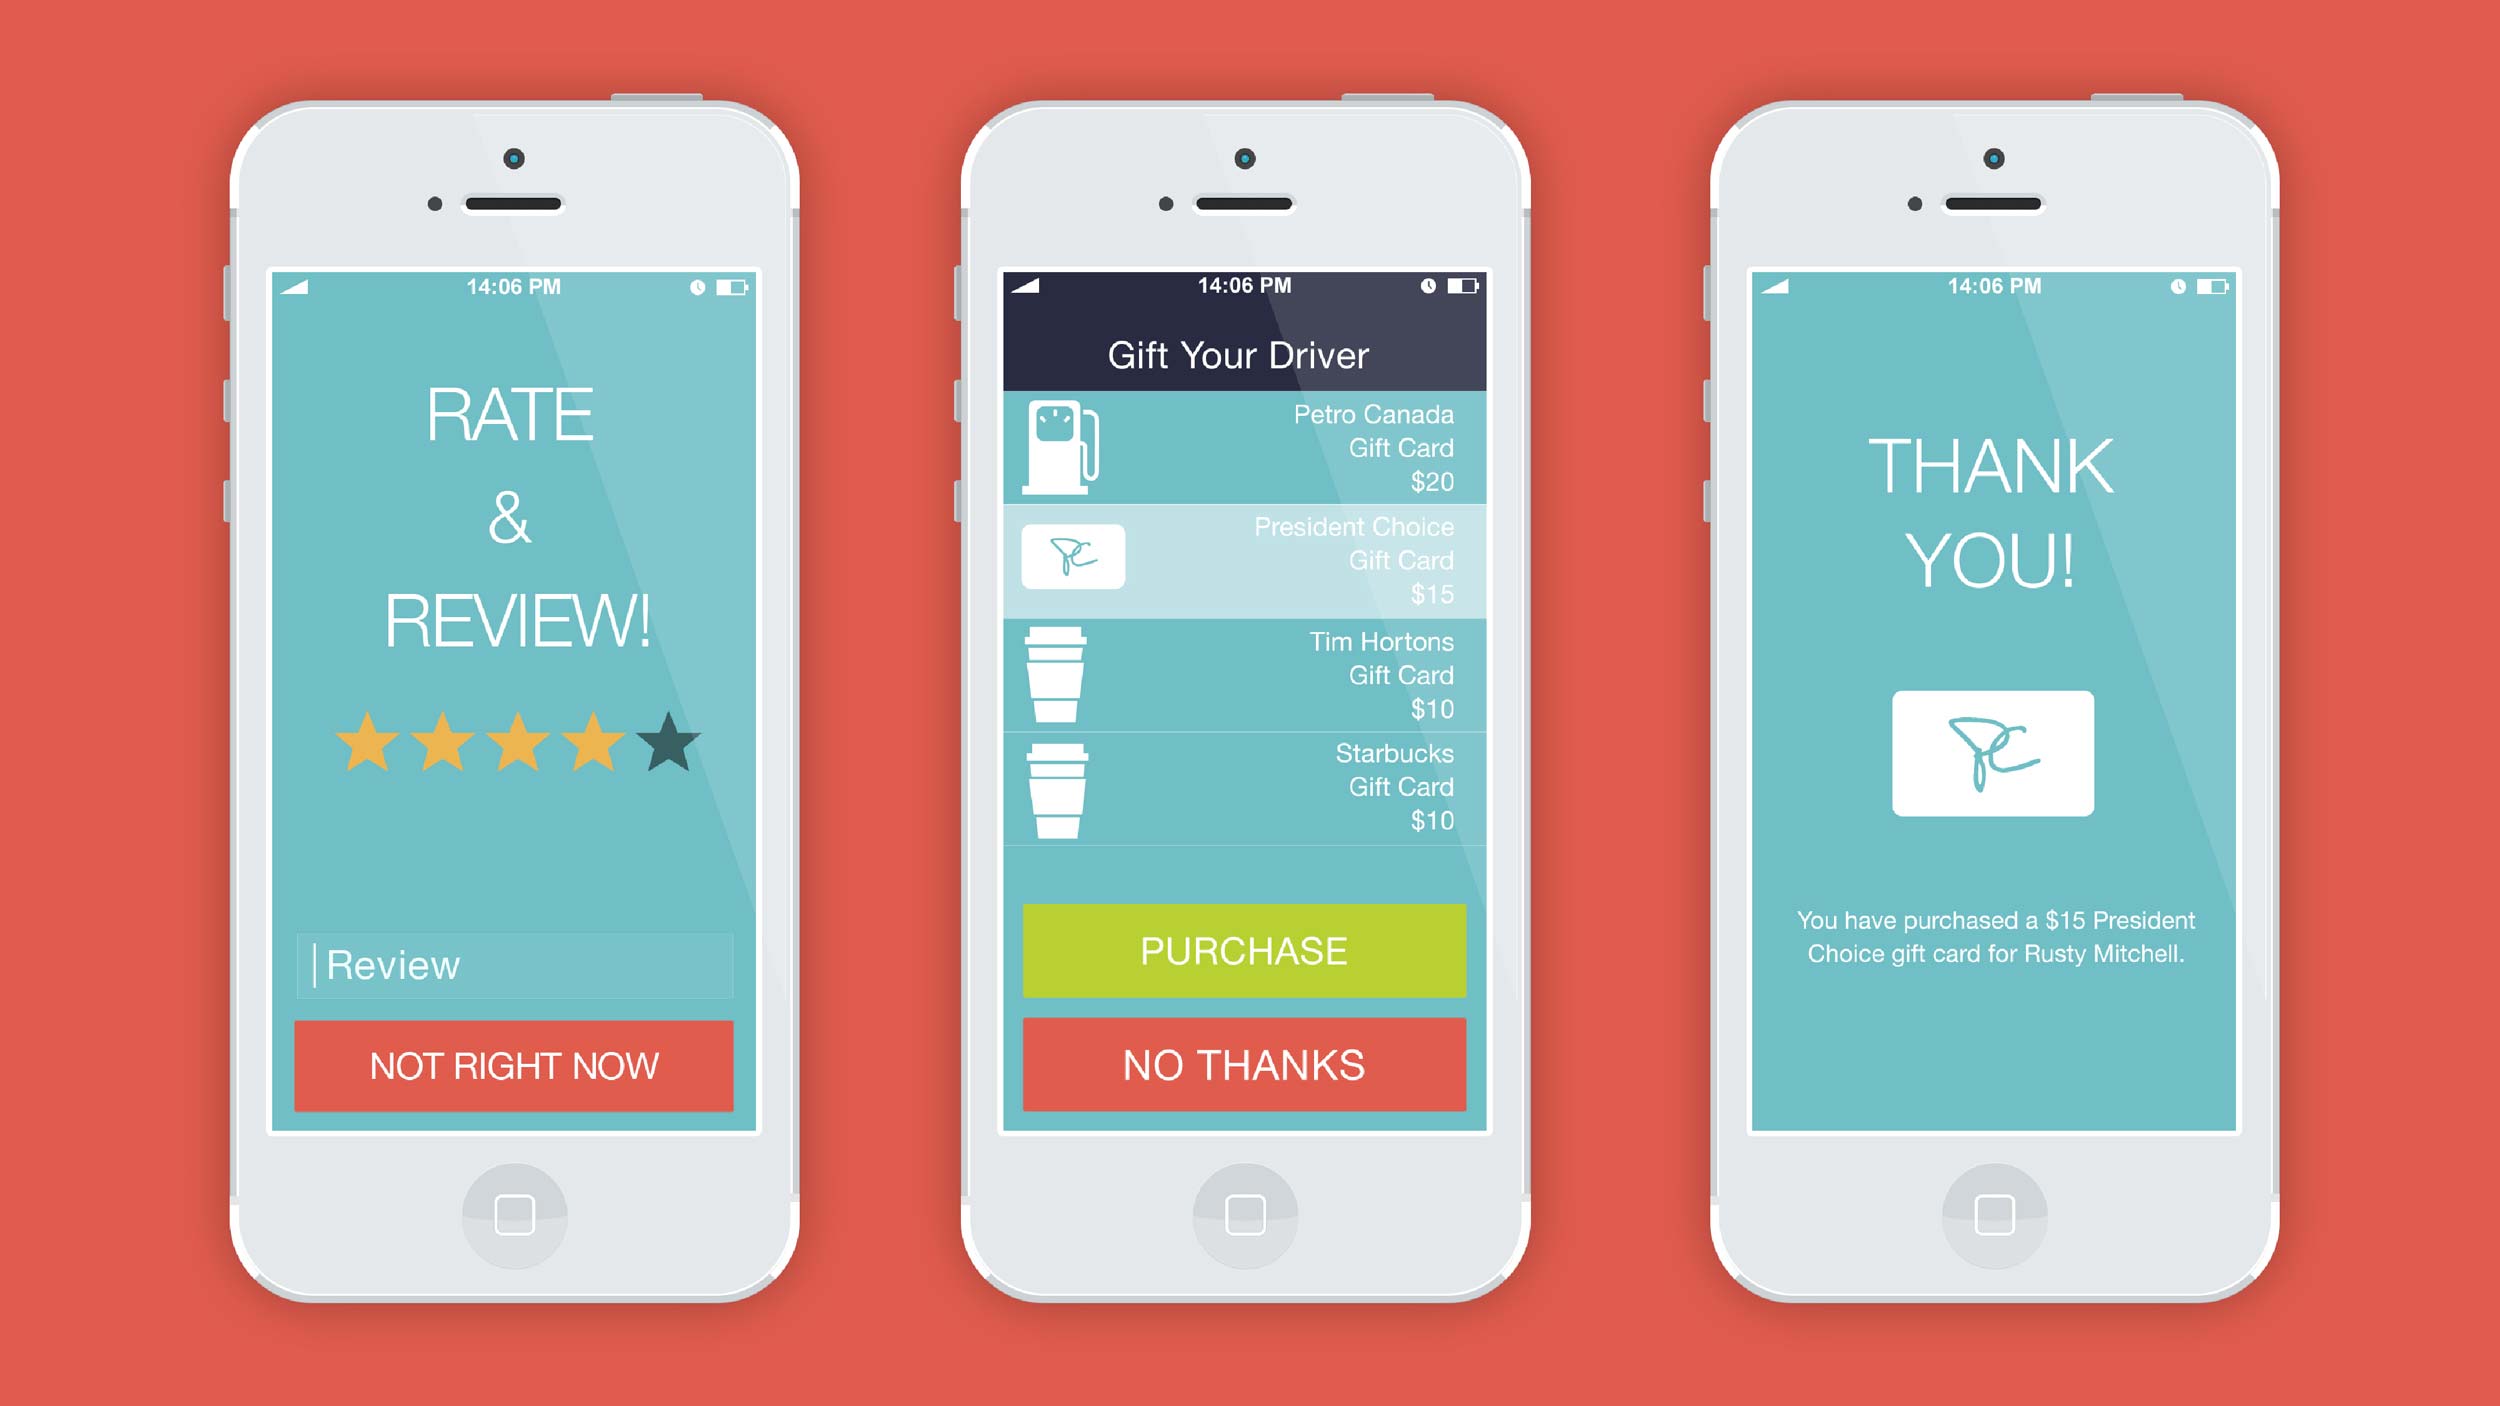 14:06 PM
RATE
&
REVIEW!
Review
NOT RIGHT NOW
14:06 PM
Gift Your Driver
Petro Canada
Gift Card
$20
President Choice
Gift Card
$15
Tim Hortons
Gift Card
$10
Starbucks
Gift Card
$10
PURCHASE
NO THANKS
14:06 PM
THANK
YOU!
You have purchased a $15 President
Choice gift card for Rusty Mitchell.